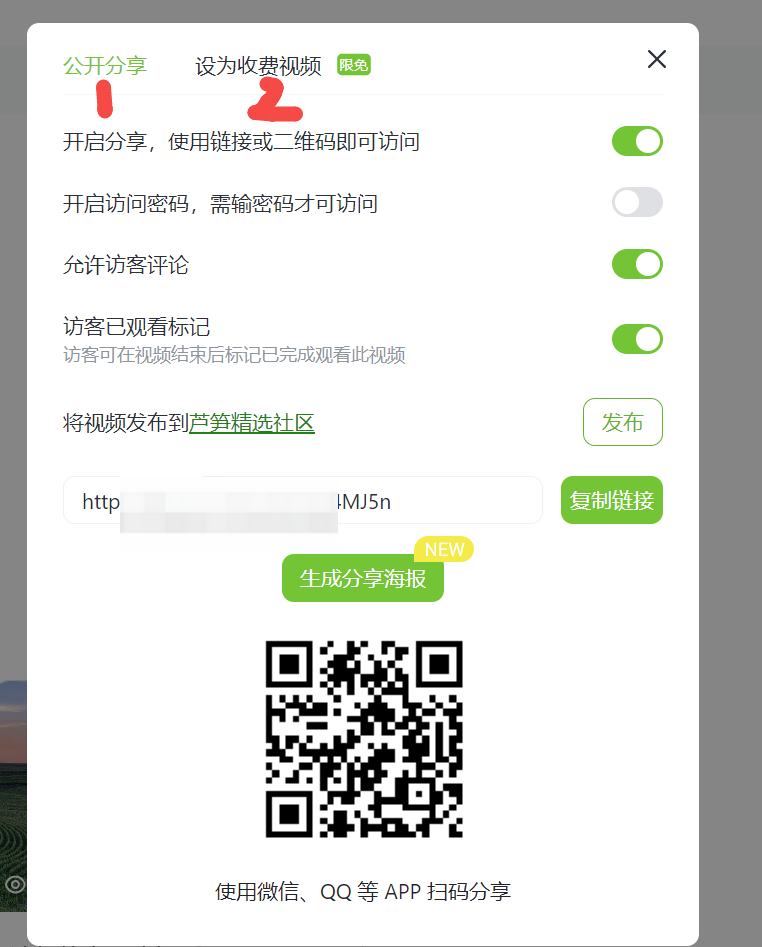 公开分享 设为收费视频 限免
1 2
开启分享，使用链接或二维码即可访问
开启访问密码，需输密码才可访问
允许访客评论
访客已观看标记
访客可在视频结束后标记已完成观看此视频
将视频发布到芦笋精选社区 发布
http 4MJ5n 复制链接
NEW
生成分享海报
使用微信、QQ 等 APP 扫码分享